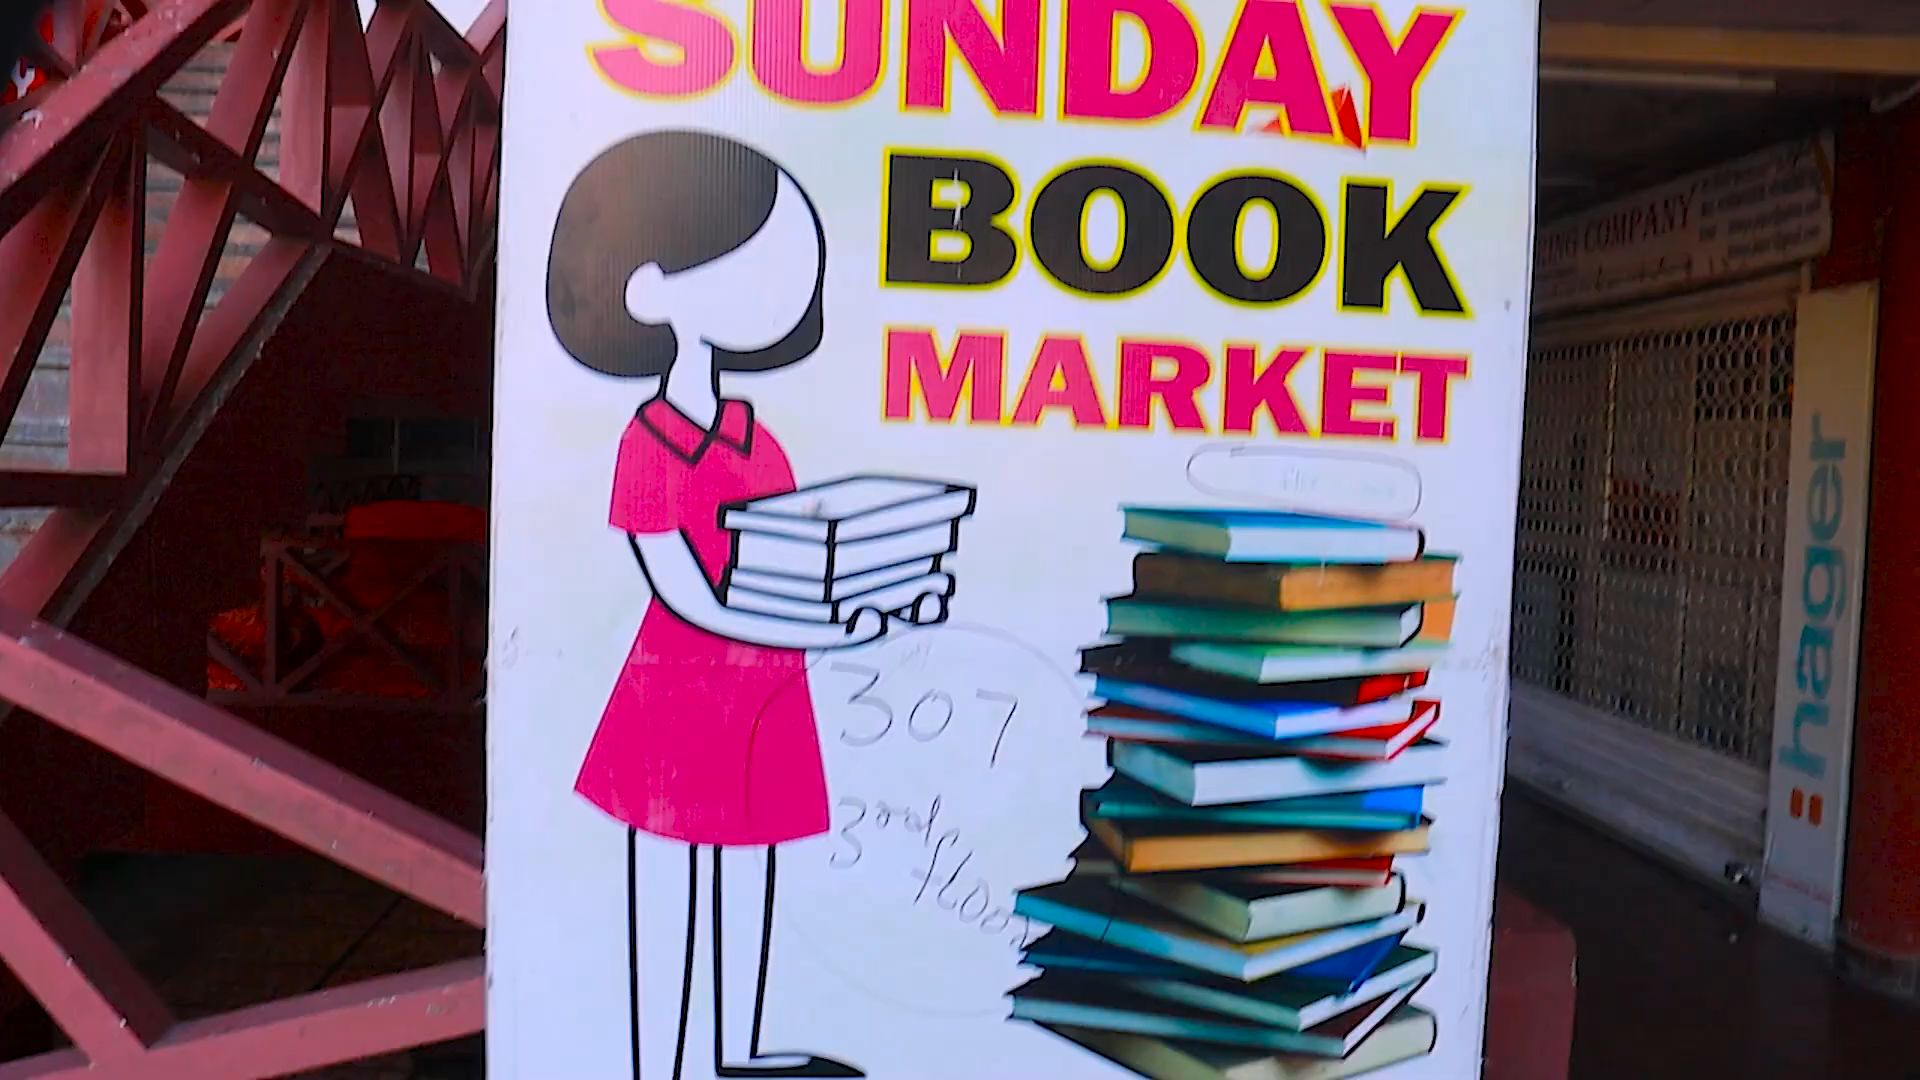 SUNDAY
BOOK
MARKET
307
3rd floor
COMPANY
hager